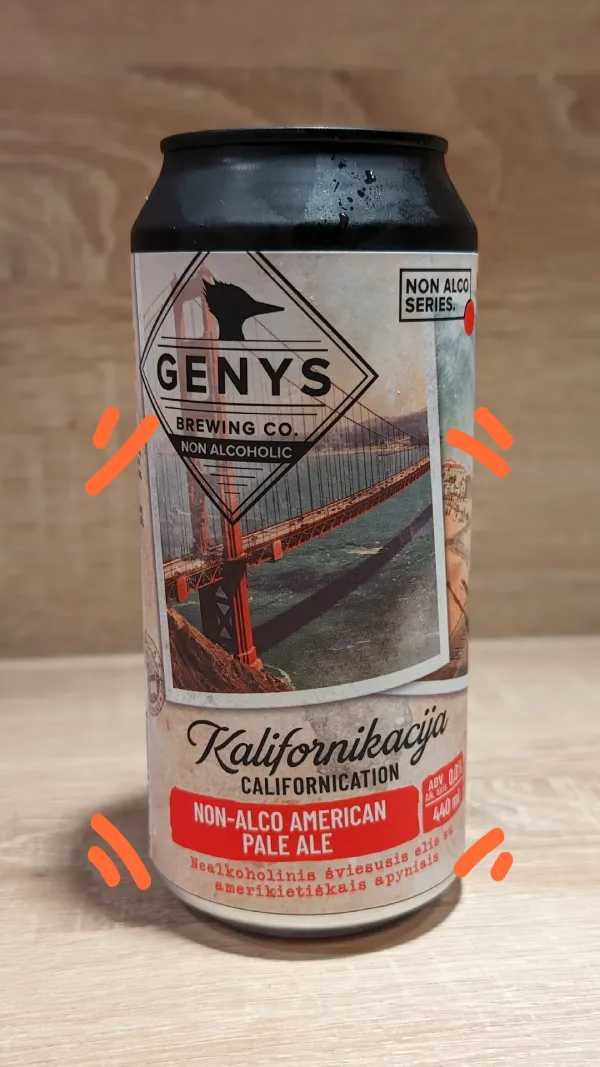 GENYS
BREWING CO.
NON ALCOHOLIC
NON ALCO
SERIES.
Kalifornikacija
CALIFORNICATION
NON-ALCO AMERICAN
PALE ALE
ABV
0,0%
440 ml
Nealkoholinis šviesusis elis su
amerikietiškais apyniais